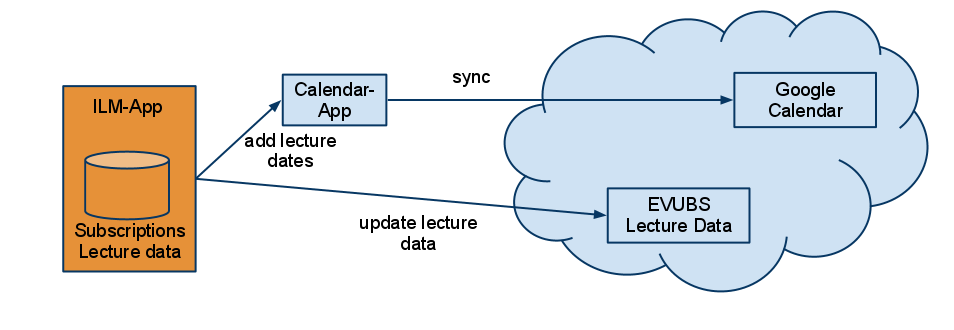 ILM-App
Subscriptions
Lecture data
Calendar-
App
add lecture
dates
sync
update lecture
data
Google
Calendar
EVUBS
Lecture Data